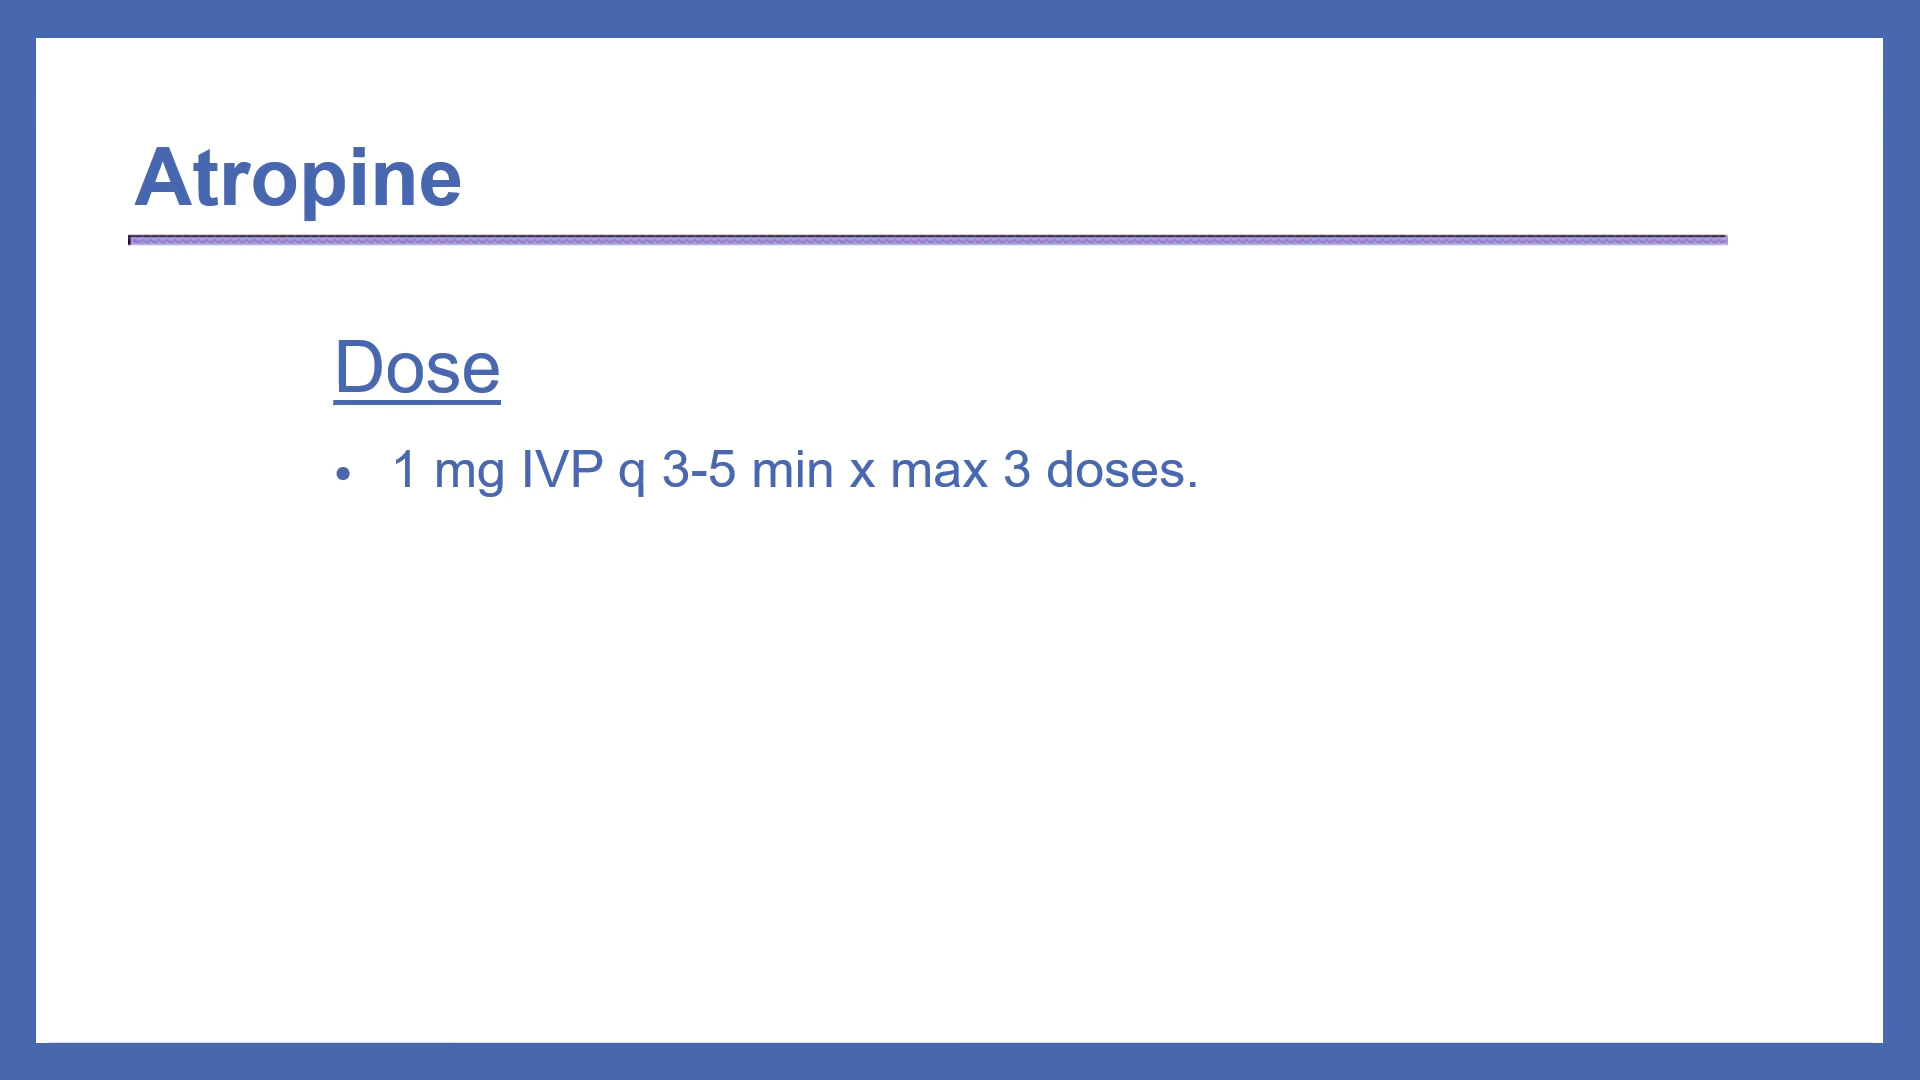 Atropine
Dose
• 1 mg IVP q 3-5 min x max 3 doses.